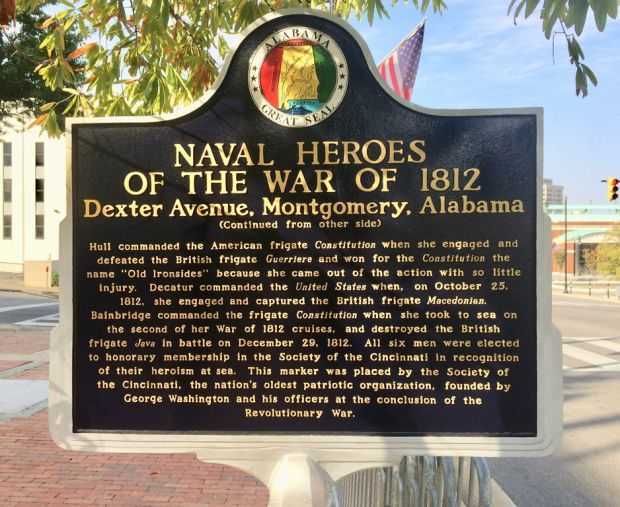 ALABAMA
GREAT SEAL
NAVAL HEROES
OF THE WAR OF 1812
Dexter Avenue, Montgomery, Alabama
(Continued from other side)
Hull commanded the American frigate Constitution when she engaged and
defeated the British frigate Guerriere and won for the Constitution the
name "Old Ironsides" because she came out of the action with so little
injury. Decatur commanded the United States when, on October 25,
1812, she engaged and captured the British frigate Macedonian.
Bainbridge commanded the frigate Constitution when she took to sea on
the second of her War of 1812 cruises, and destroyed the British
frigate Java in battle on December 29, 1812. All six men were elected
to honorary membership in the Society of the Cincinnati in recognition
of their heroism at sea. This marker was placed by the Society of
the Cincinnati, the nation's oldest patriotic organization, founded by
George Washington and his officers at the conclusion of the
Revolutionary War.